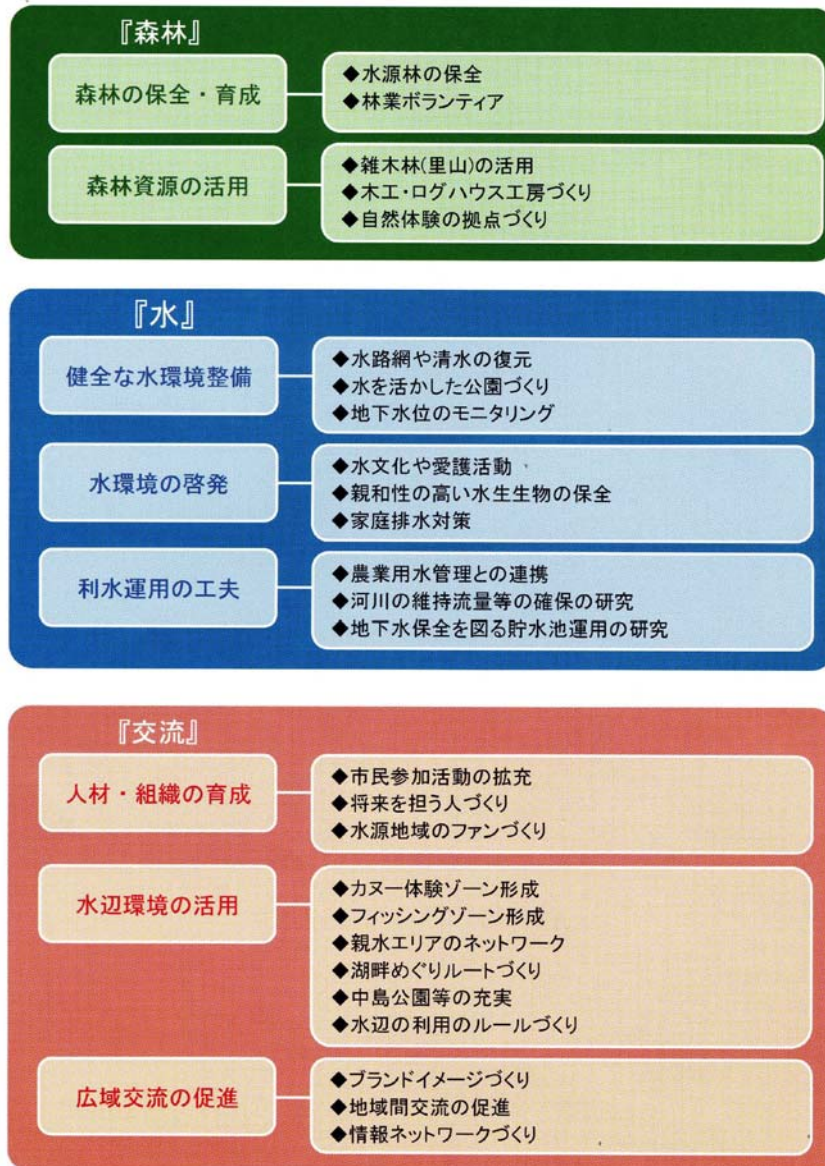 『森林』
森林の保全・育成
◆水源林の保全
◆林業ボランティア
森林資源の活用
◆雑木林(里山)の活用
◆木工・ログハウス工房づくり
◆自然体験の拠点づくり
『水』
健全な水環境整備
◆水路網や清水の復元
◆水を活かした公園づくり
◆地下水位のモニタリング
水環境の啓発
◆水文化や愛護活動
◆親和性の高い水生生物の保全
◆家庭排水対策
利水運用の工夫
◆農業用水管理との連携
◆河川の維持流量等の確保の研究
◆地下水保全を図る貯水池運用の研究
『交流』
人材・組織の育成
◆市民参加活動の拡充
◆将来を担う人づくり
◆水源地域のファンづくり
水辺環境の活用
◆カヌー体験ゾーン形成
◆フィッシングゾーン形成
◆親水エリアのネットワーク
◆湖畔めぐりルートづくり
◆中島公園等の充実
◆水辺の利用のルールづくり
広域交流の促進
◆ブランドイメージづくり
◆地域間交流の促進
◆情報ネットワークづくり